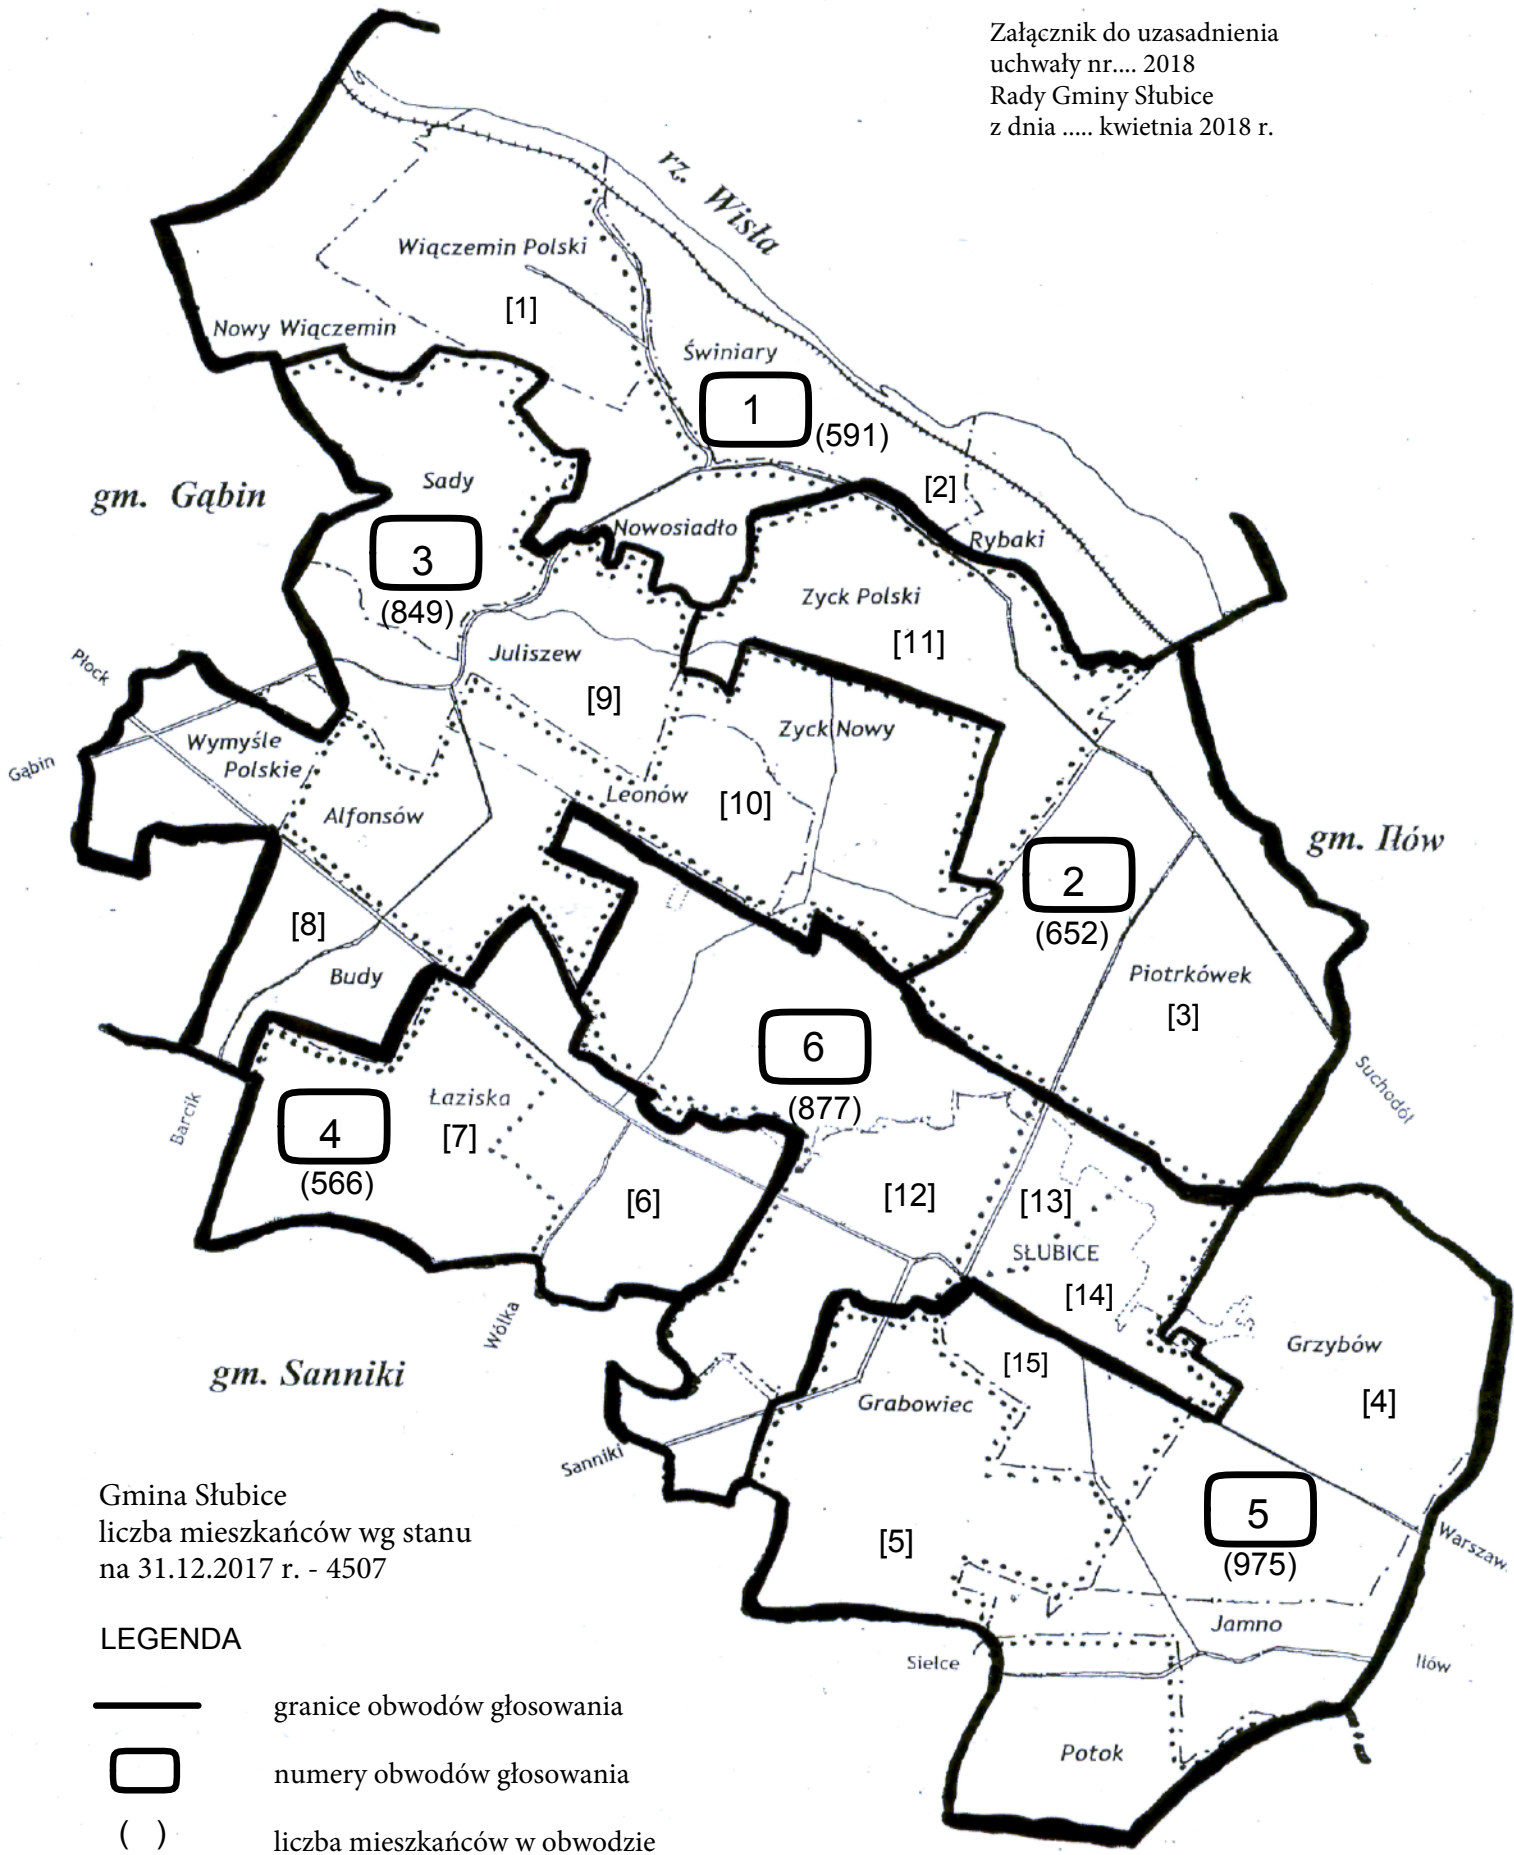 Załącznik do uzasadnienia
uchwały nr.... 2018
Rady Gminy Słubice
z dnia ..... kwietnia 2018 r.
rz. Wisła
Wiączemin Polski
[1]
Nowy Wiączemin
Świniary
1
(591)
gm. Gąbin
Sady
[2]
Nowosiadło
Rybaki
3
(849)
Zyck Polski
[11]
Płock
Juliszew
[9]
Zyck Nowy
Wymyśle
Polskie
Gąbin
Leonów
[10]
Alfonsów
gm. Iłów
2
(652)
[8]
Budy
Piotrkówek
[3]
6
(877)
Suchodół
Barcik
Łaziska
4
[7]
(566)
[6]
[12]
[13]
SŁUBICE
[14]
Wólka
gm. Sanniki
Grzybów
[15]
Grabowiec
[4]
Sanniki
Gmina Słubice
liczba mieszkańców wg stanu
na 31.12.2017 r. - 4507
5
(975)
Warszaw.
[5]
Jamno
LEGENDA
Sielce
Iłów
granice obwodów głosowania
Potok
numery obwodów głosowania
( )
liczba mieszkańców w obwodzie